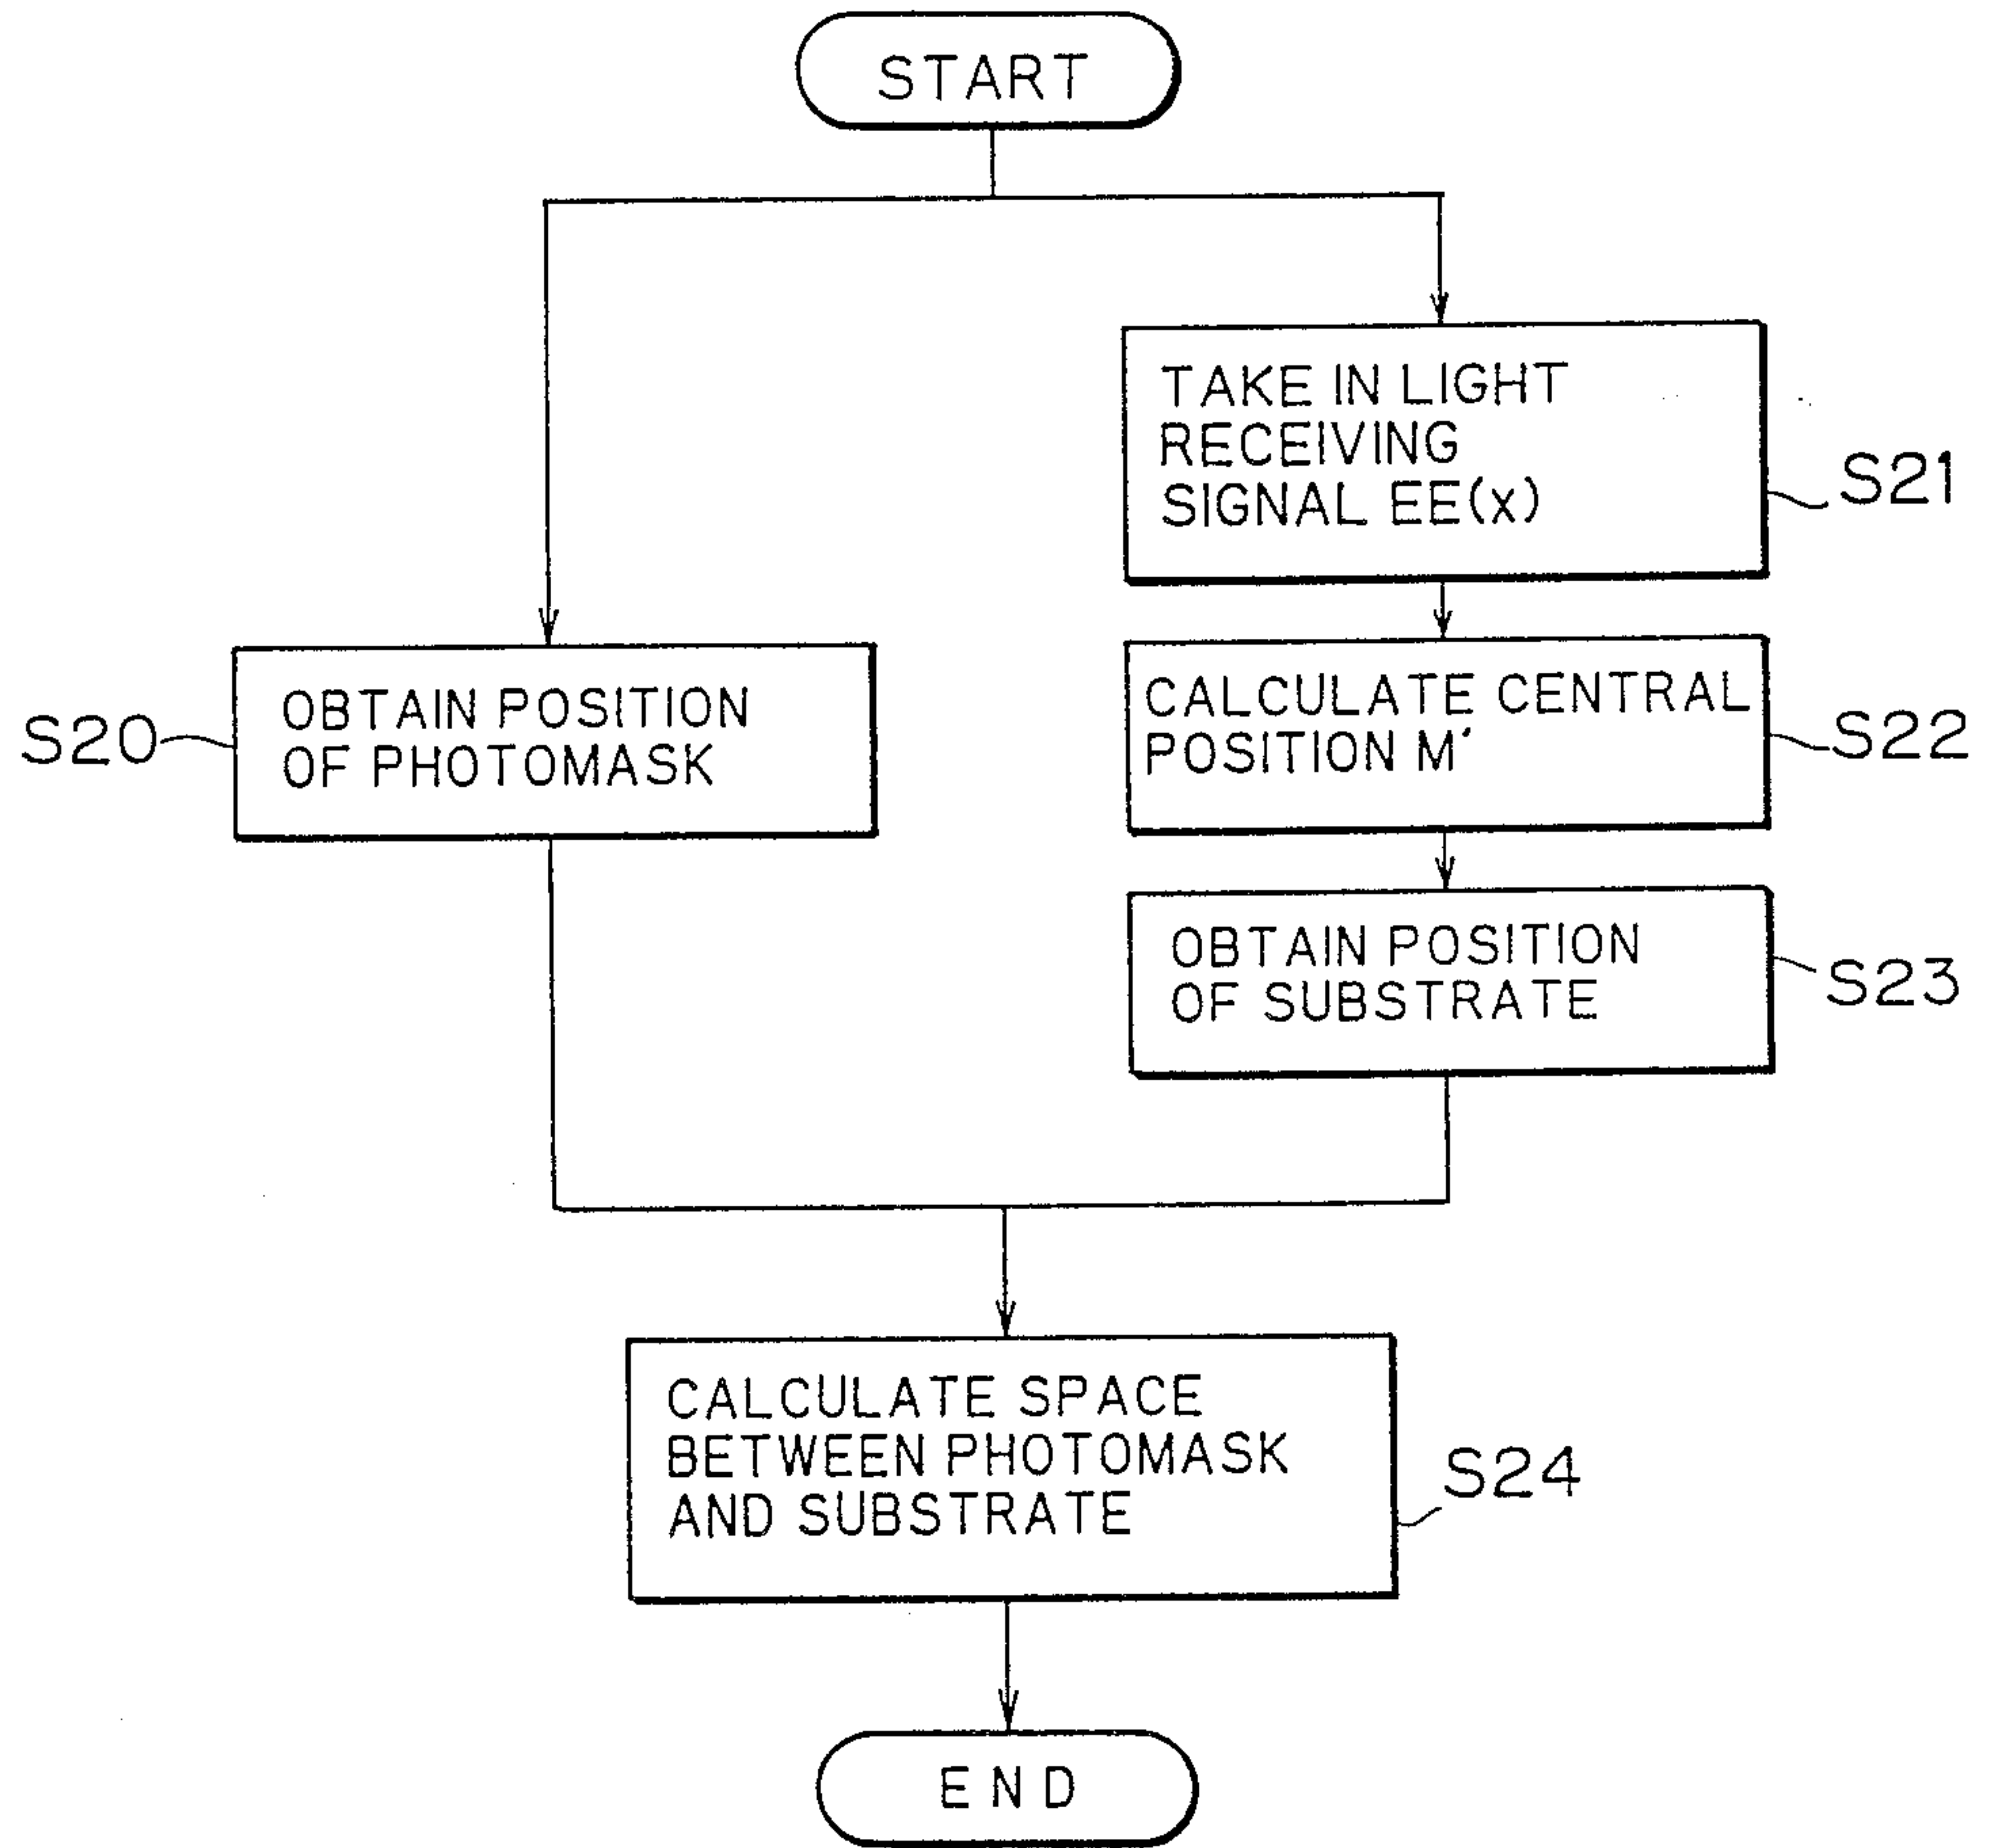 START
TAKE IN LIGHT
RECEIVING
SIGNAL EE(x)
S21
OBTAIN POSITION
OF PHOTOMASK
S20
CALCULATE CENTRAL
POSITION M'
S22
OBTAIN POSITION
OF SUBSTRATE
S23
CALCULATE SPACE
BETWEEN PHOTOMASK
AND SUBSTRATE
S24
END